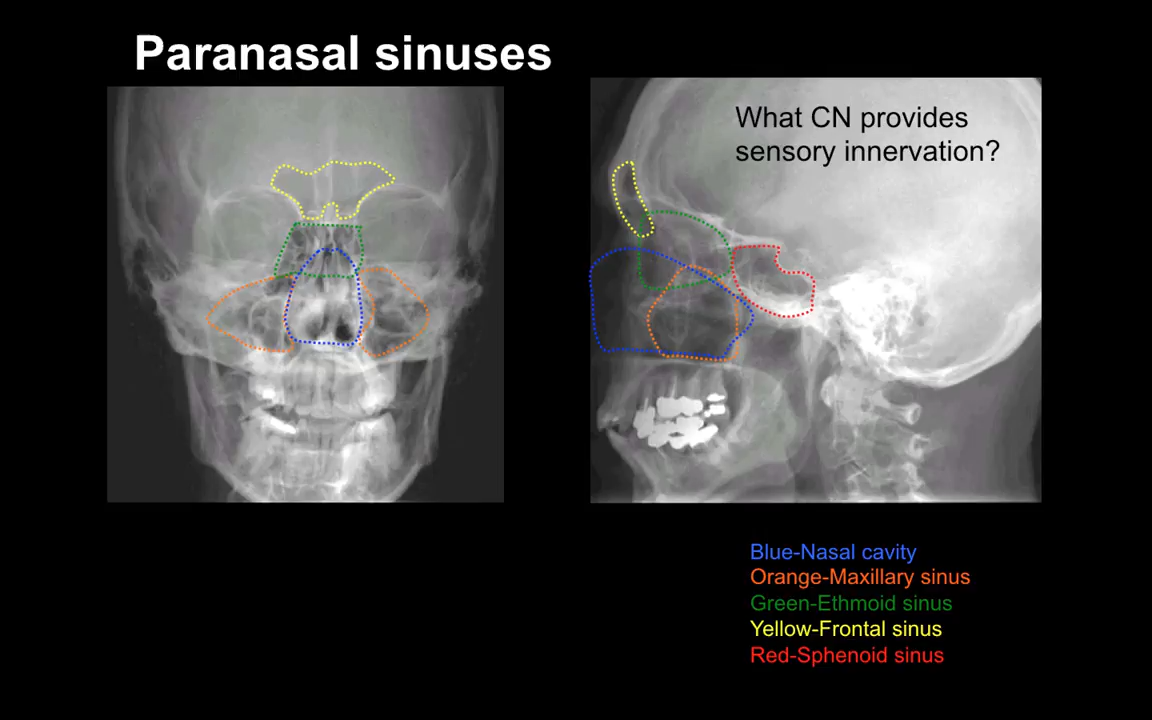 Paranasal sinuses
What CN provides
sensory innervation?
Blue-Nasal cavity
Orange-Maxillary sinus
Green-Ethmoid sinus
Yellow-Frontal sinus
Red-Sphenoid sinus